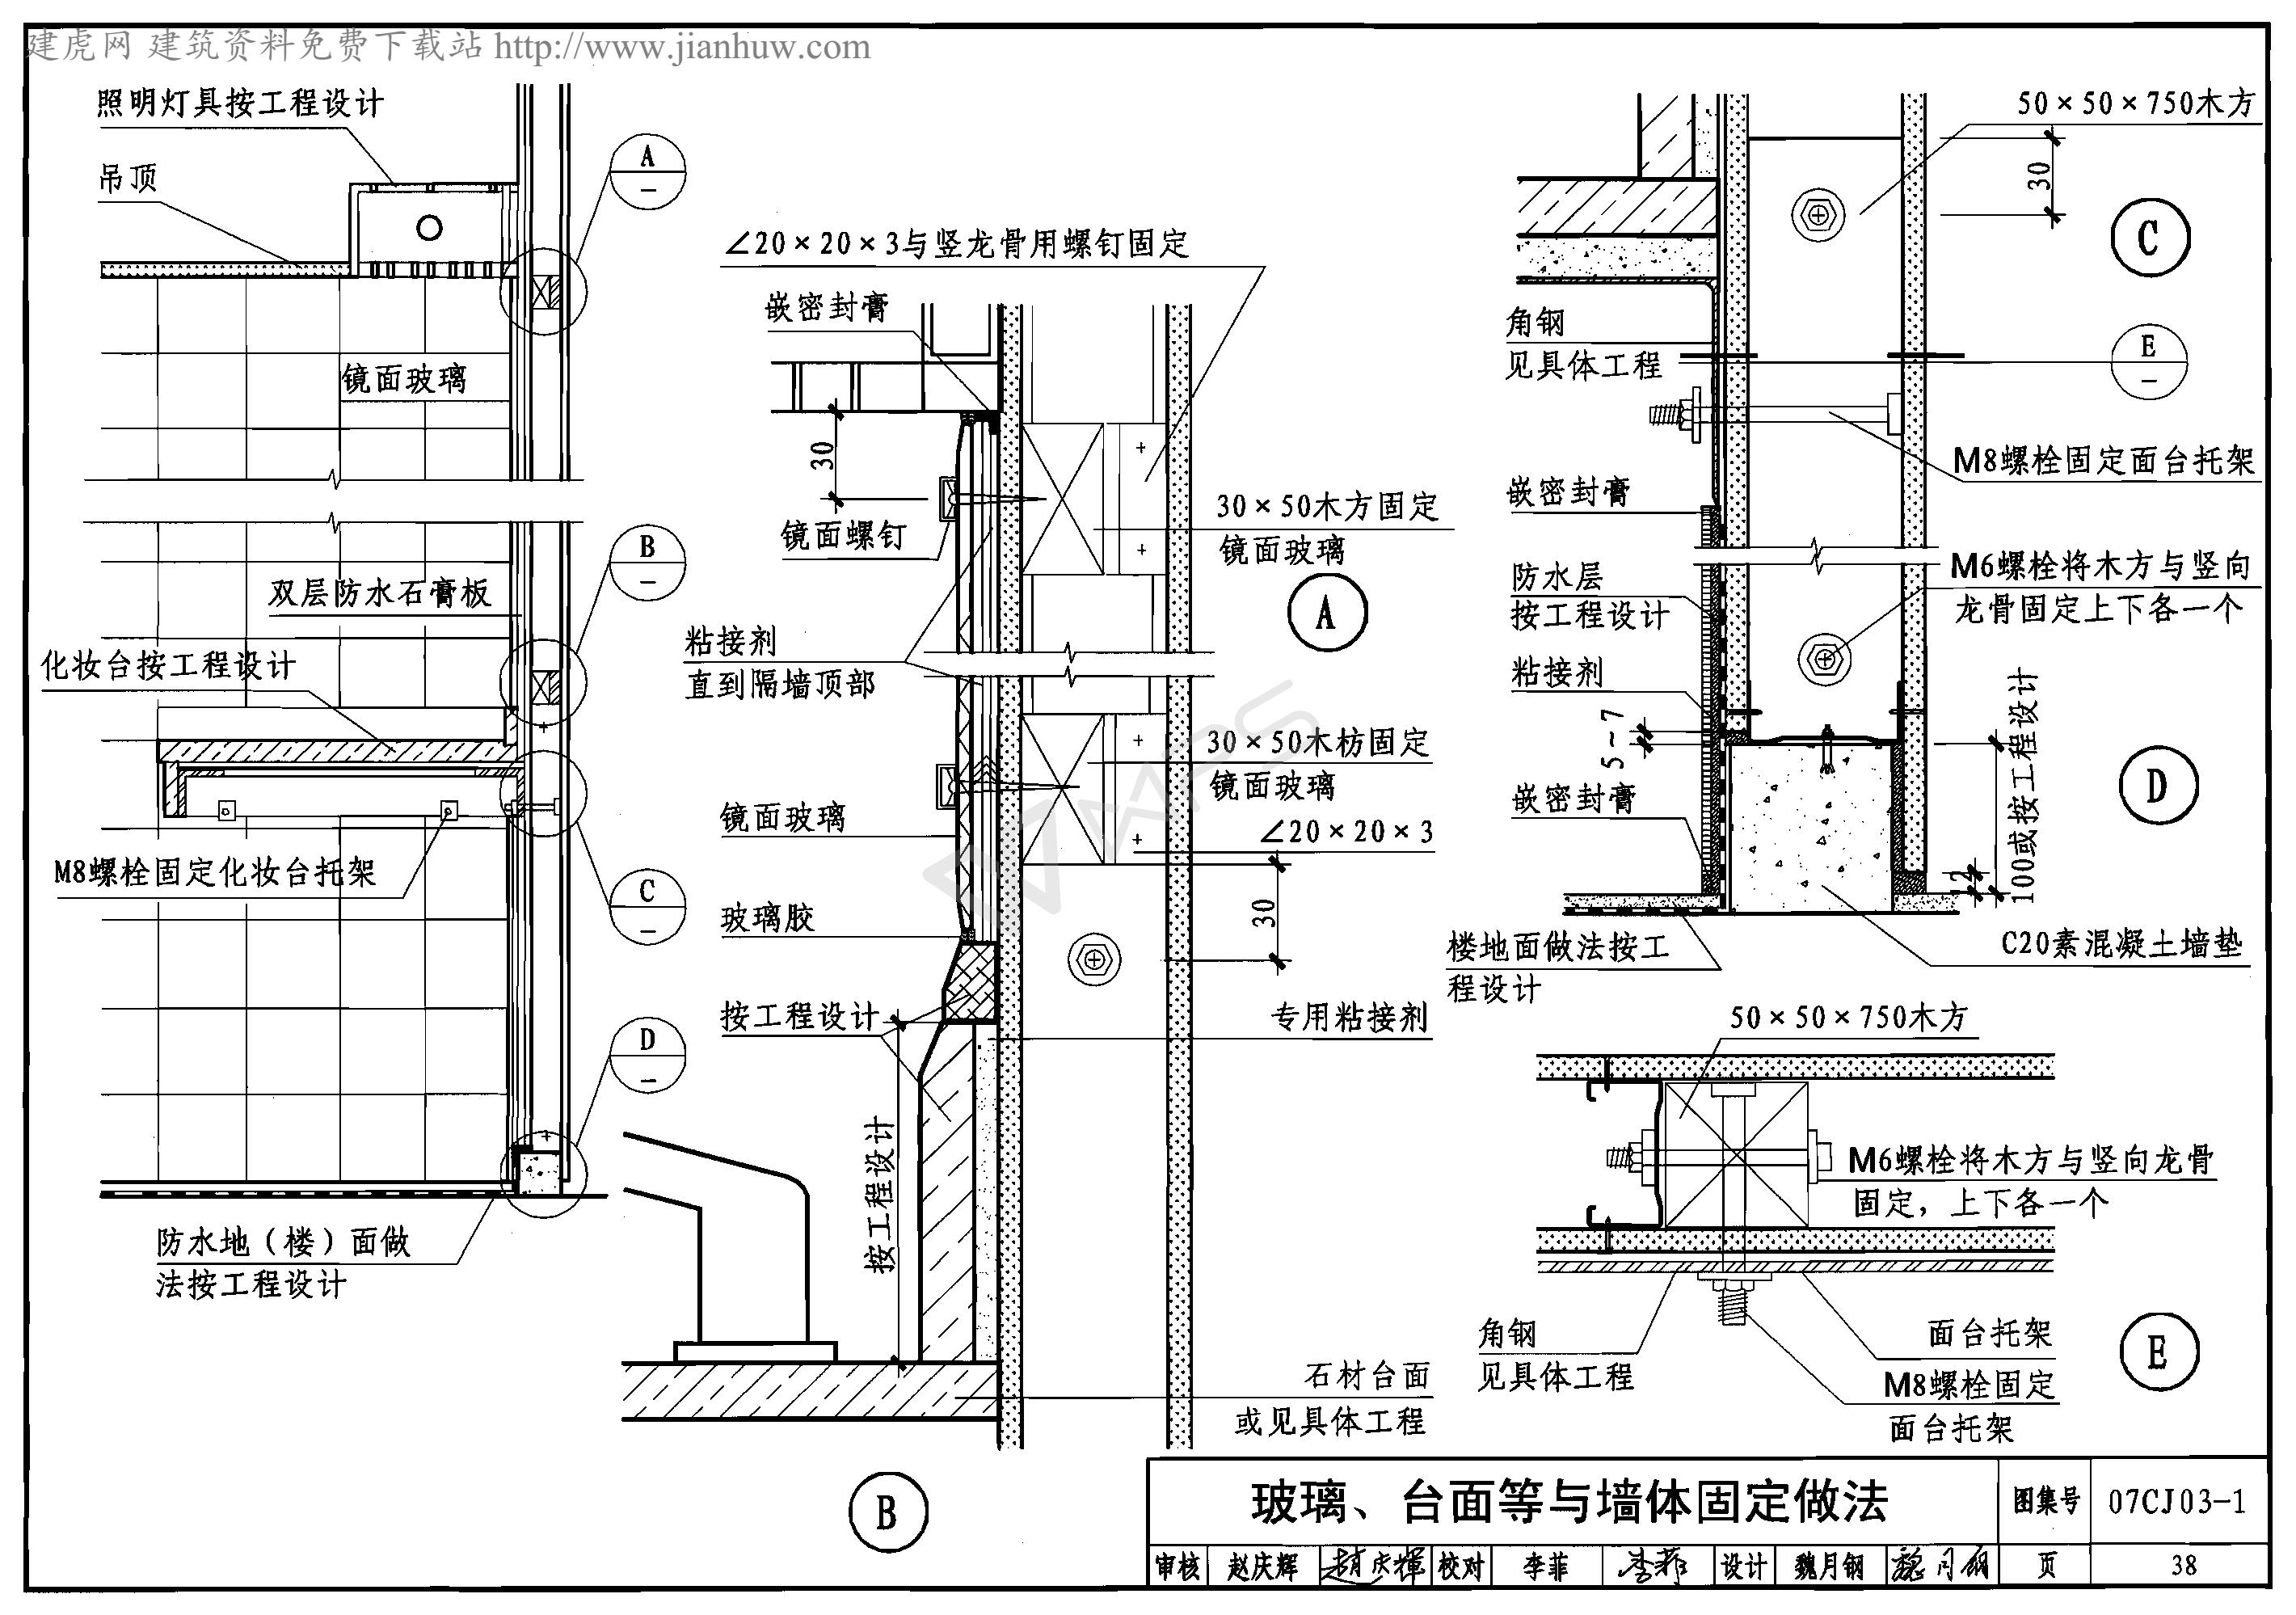 建虎网 建筑资料免费下载站 http://www.jianhuw.com
照明灯具按工程设计
吊顶
镜面玻璃
双层防水石膏板
化妆台按工程设计
M8螺栓固定化妆台托架
防水地（楼）面做
法按工程设计
A
–
B
–
C
–
D
–
∠20×20×3与竖龙骨用螺钉固定
嵌密封膏
30
镜面螺钉
30×50木方固定
镜面玻璃
A
粘接剂
直到隔墙顶部
30×50木枋固定
镜面玻璃
∠20×20×3
镜面玻璃
30
玻璃胶
按工程设计
专用粘接剂
按工程设计
石材台面
或见具体工程
B
50×50×750木方
30
C
角钢
见具体工程
E
–
M8螺栓固定面台托架
嵌密封膏
防水层
按工程设计
M6螺栓将木方与竖向
龙骨固定上下各一个
粘接剂
5~7
嵌密封膏
100或按工程设计
12
D
楼地面做法按工
程设计
C20素混凝土墙垫
50×50×750木方
M6螺栓将木方与竖向龙骨
固定，上下各一个
角钢
见具体工程
面台托架
M8螺栓固定
面台托架
E
WPS
玻璃、台面等与墙体固定做法
图集号
07CJ03-1
审核 赵庆辉 赵庆輝 校对 李菲 李菲 设计 魏月钢 魏月钢 页 38